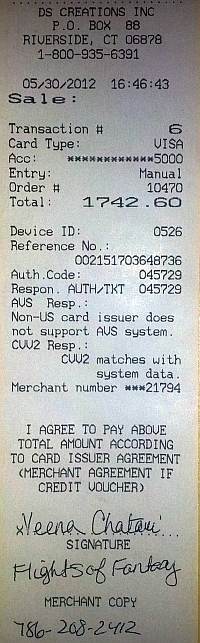 DS CREATIONS INC
P.O. BOX 88
RIVERSIDE, CT 06878
1-800-935-6391
05/30/2012 16:46:43
Sale:
Transaction # 6
Card Type: VISA
Acc: ************5000
Entry: Manual
Order # 10470
Total: 1742.60
Device ID: 0526
Reference No.:
002151703648736
Auth.Code: 045729
Respon. AUTH/TKT 045729
AVS Resp.:
Non-US card issuer does
not support AVS system.
CVV2 Resp.:
CVV2 matches with
system data.
Merchant number ***21794
I AGREE TO PAY ABOVE
TOTAL AMOUNT ACCORDING
TO CARD ISSUER AGREEMENT
(MERCHANT AGREEMENT IF
CREDIT VOUCHER)
x Veena
SIGNATURE
Flights of Fantasy
MERCHANT COPY
786-208-2412